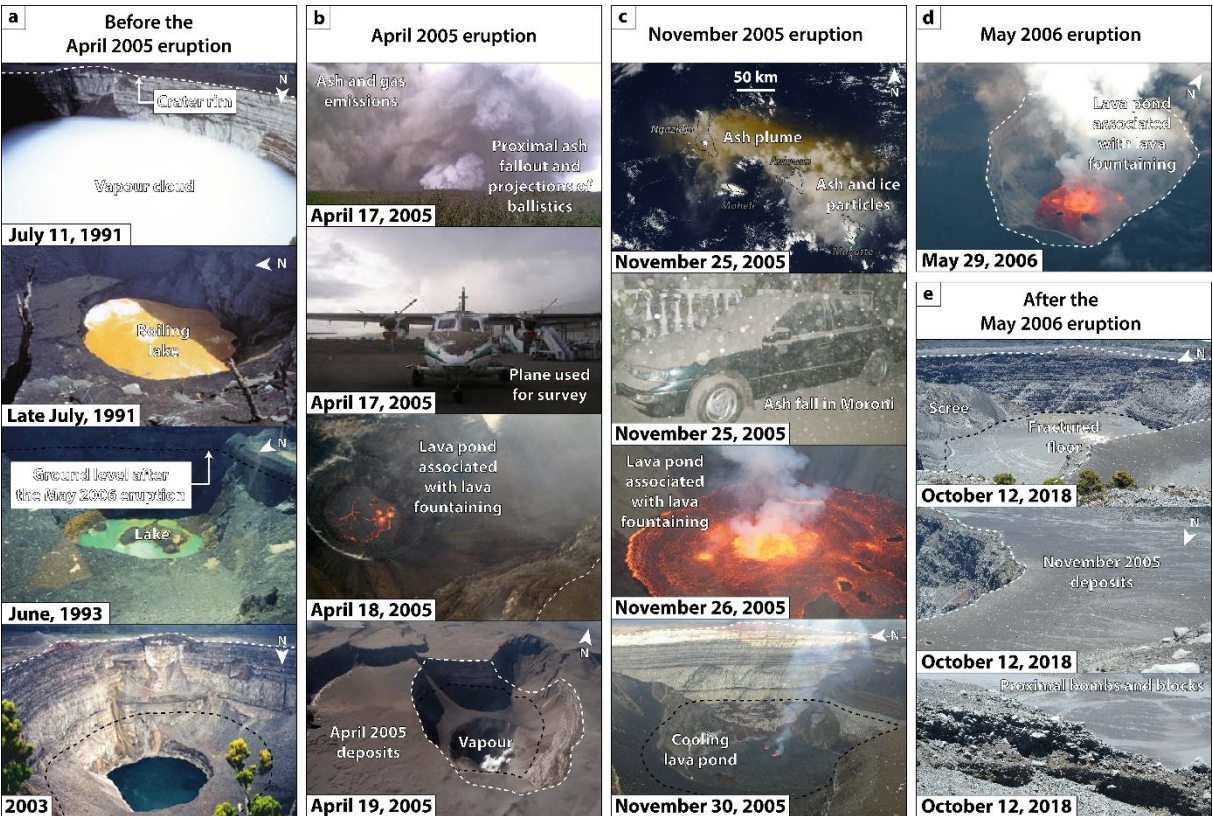 a
Before the
April 2005 eruption
N
Crater rim
Vapour cloud
July 11, 1991
N
Boiling
lake
Late July, 1991
N
Ground level after
the May 2006 eruption
Lake
June, 1993
N
2003
b
April 2005 eruption
Ash and gas
emissions
Proximal ash
fallout and
projections of
ballistics
April 17, 2005
Plane used
for survey
April 17, 2005
Lava pond
associated
with lava
fountaining
April 18, 2005
N
April 2005
deposits
Vapour
April 19, 2005
c
November 2005 eruption
50 km
N
Ngazidja
Ash plume
Anjouan
Ash and ice
particles
Moheli
Mayotte
November 25, 2005
Ash fall in Moroni
November 25, 2005
Lava pond
associated
with lava
fountaining
November 26, 2005
N
Cooling
lava pond
November 30, 2005
d
May 2006 eruption
N
Lava pond
associated
with lava
fountaining
May 29, 2006
e
After the
May 2006 eruption
N
Scree
Fractured
floor
October 12, 2018
N
November 2005
deposits
October 12, 2018
Proximal bombs and blocks
October 12, 2018